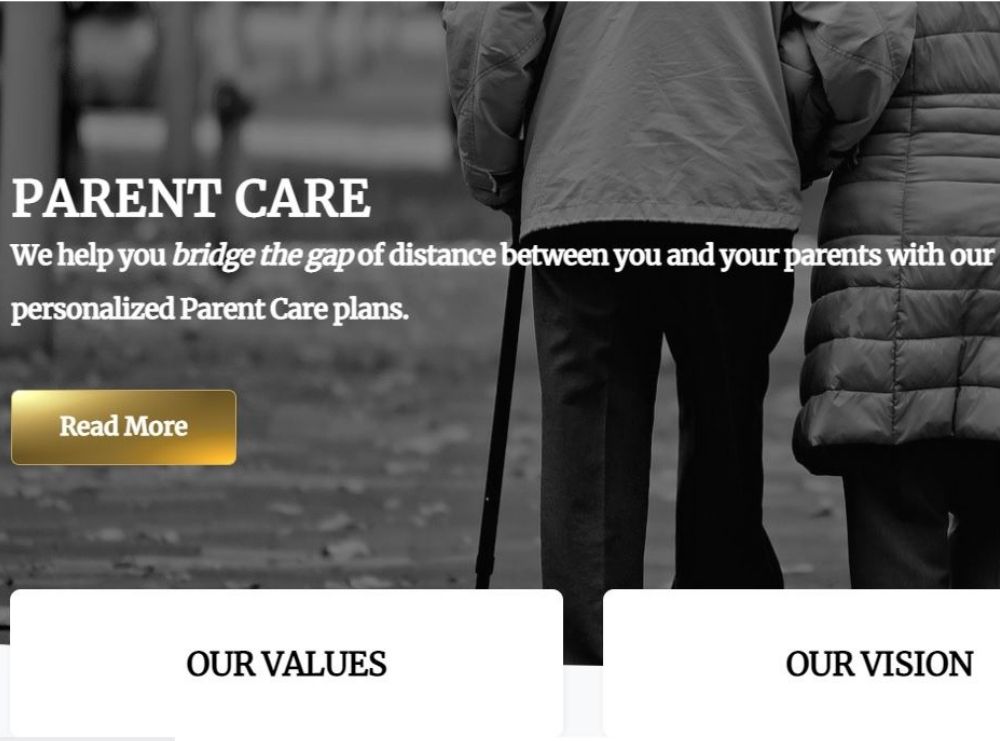 PARENT CARE
We help you bridge the gap of distance between you and your parents with our
personalized Parent Care plans.
Read More
OUR VALUES
OUR VISION